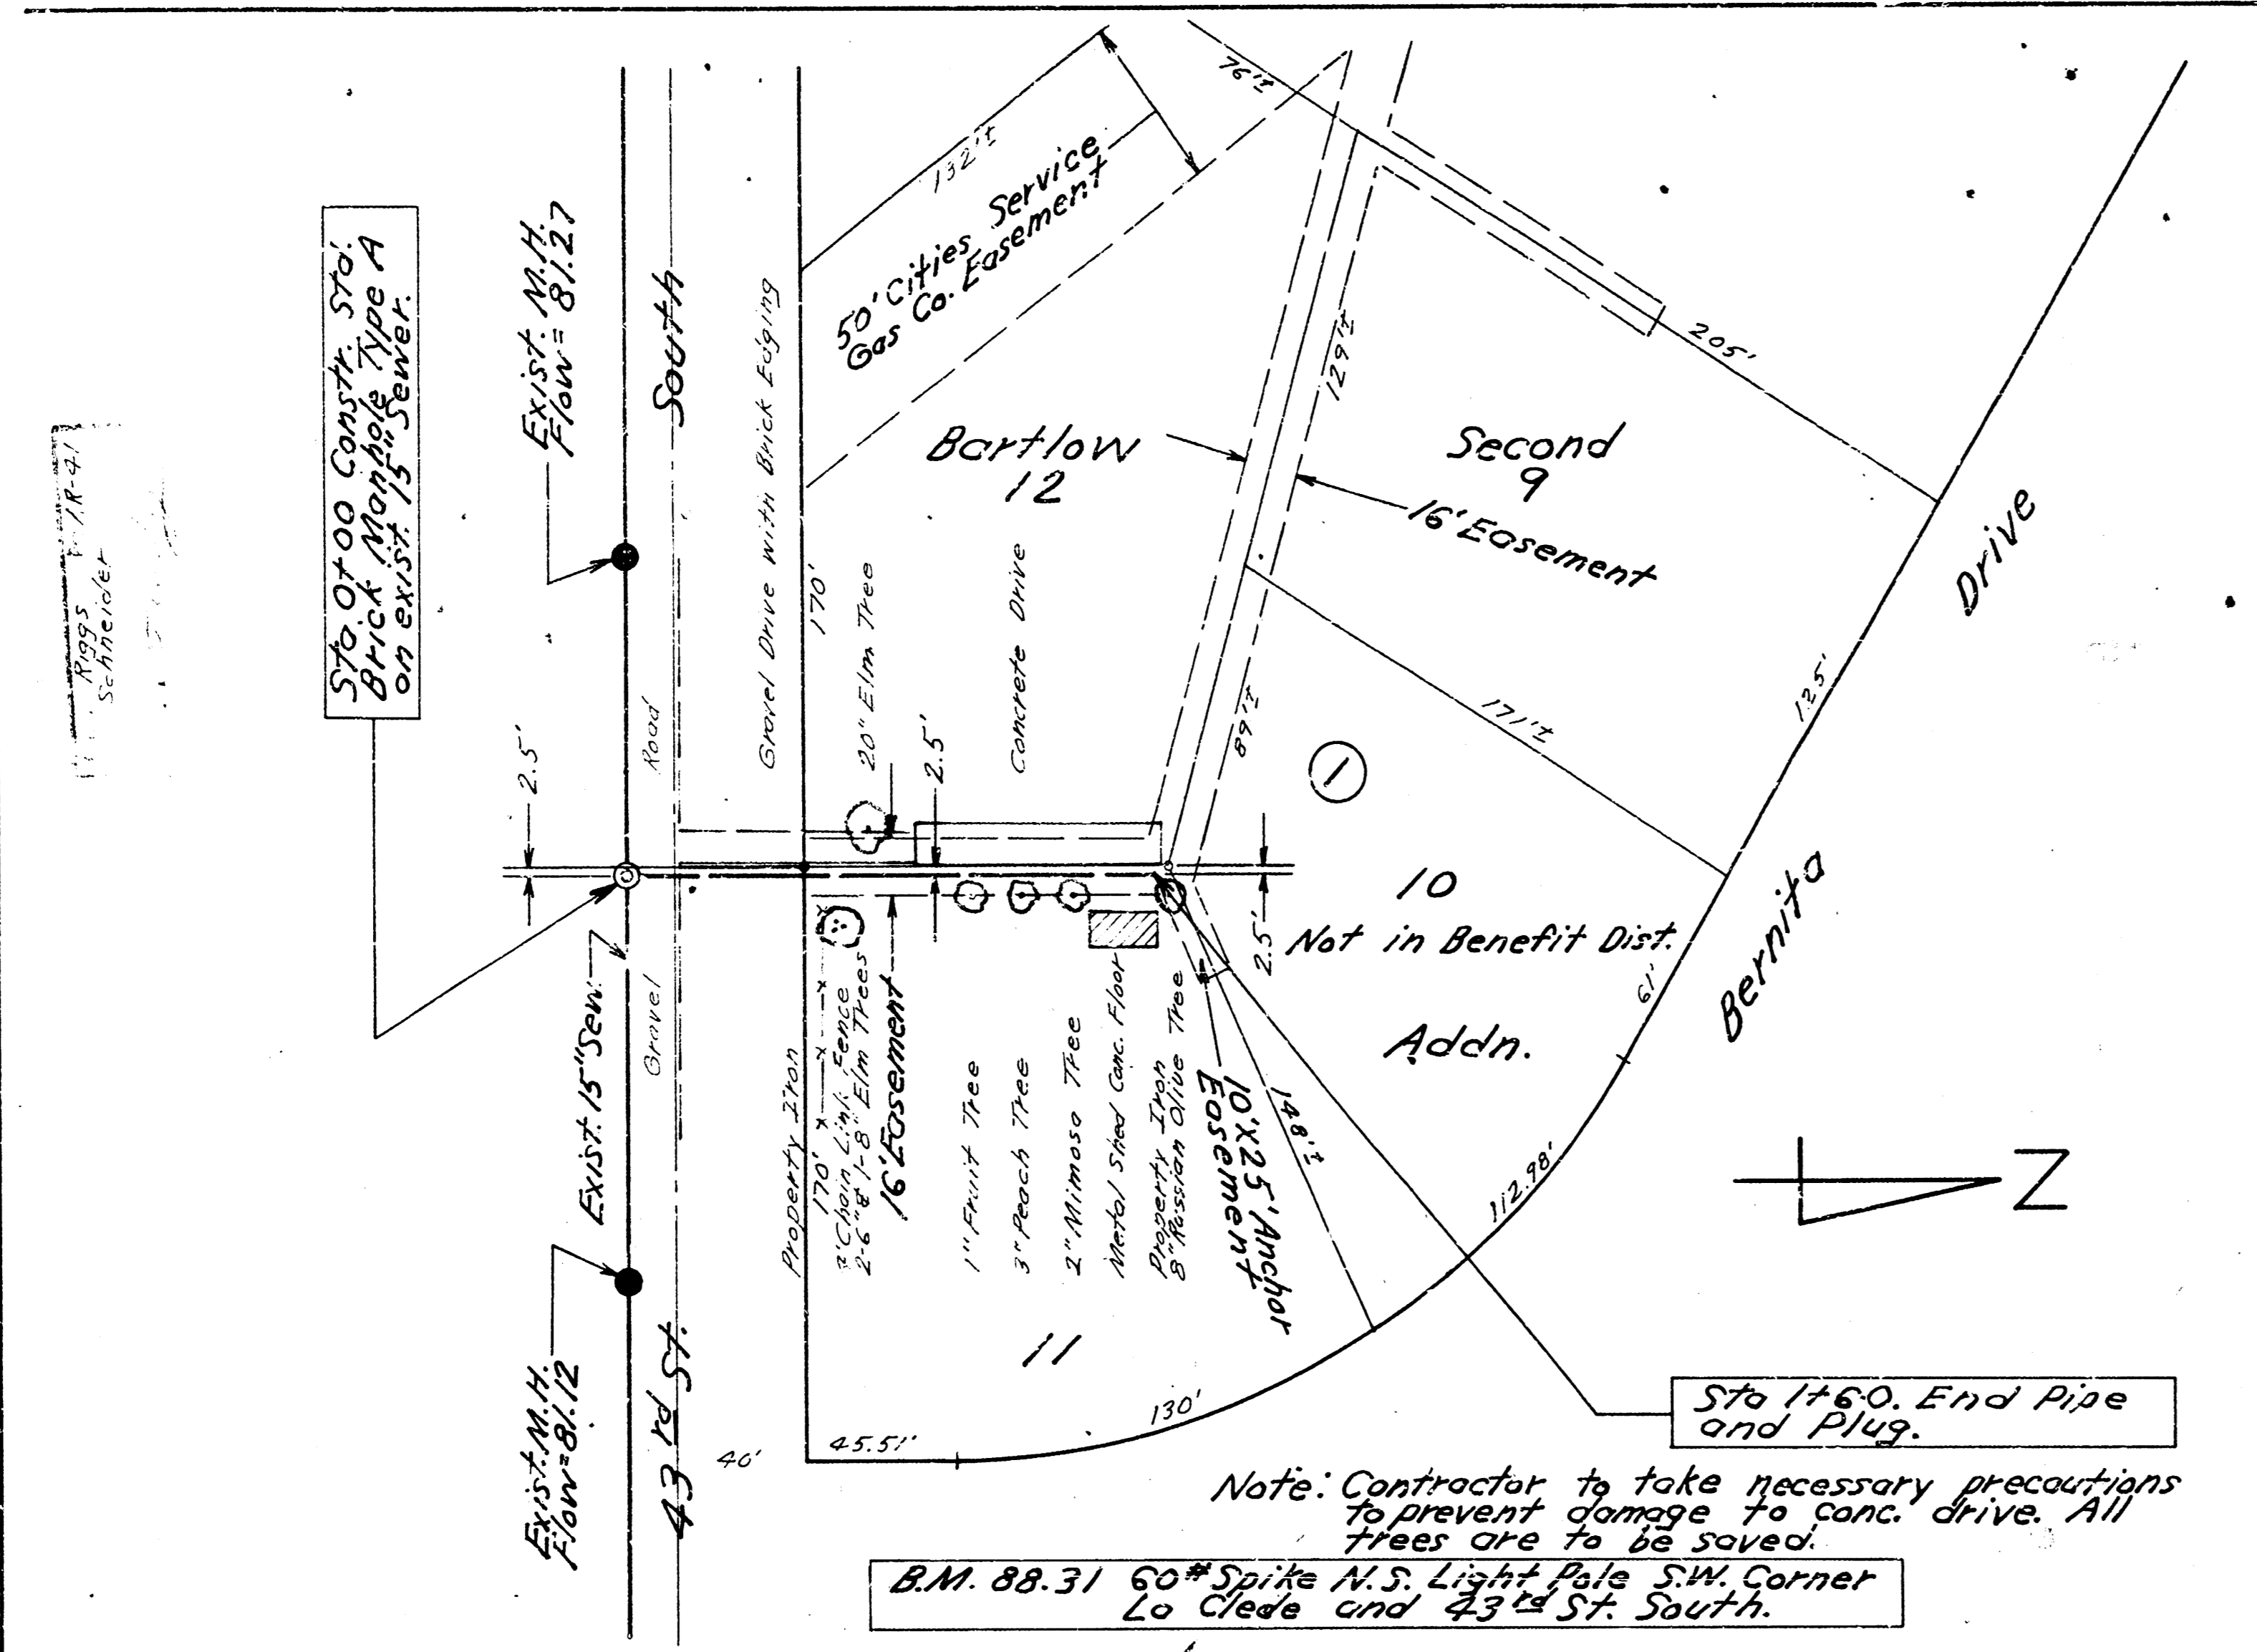 Riggs
Schneider
Sta. 0+00 Constr. Std.
Brick Manhole Type A
on exist. 15" Sewer.
Exist. M.H.
Flow = 81.27
South
Road
Gravel Drive with Brick Edging
170'
20" Elm Tree
2.5'
Concrete Drive
2.5'
132'±
50' Cities Service
Gas Co. Easement
76'±
Bartlow
12
129'±
Second
9
16' Easement
205'
Drive
89'±
171'±
125'
1
10
Not in Benefit Dist.
Addn.
61'
Bernita
2.5'
Exist. 15" Sew.
Gravel
Property Iron
170'
3' Chain Link Fence
2-6" & 1-8" Elm Trees
16' Easement
1" Fruit Tree
3" Peach Tree
2" Mimosa Tree
Metal Shed Conc. Floor
Property Iron
8" Russian Olive Tree
10' X 25' Anchor
Easement
148'±
112.98'
N
Exist. M.H.
Flow = 81.12
43rd St.
40'
45.51'
130'
11
Sta 1+60. End Pipe
and Plug.
Note: Contractor to take necessary precautions
to prevent damage to conc. drive. All
trees are to be saved.
B.M. 88.31 60# Spike N.S. Light Pole S.W. Corner
La Clede and 43rd St. South.